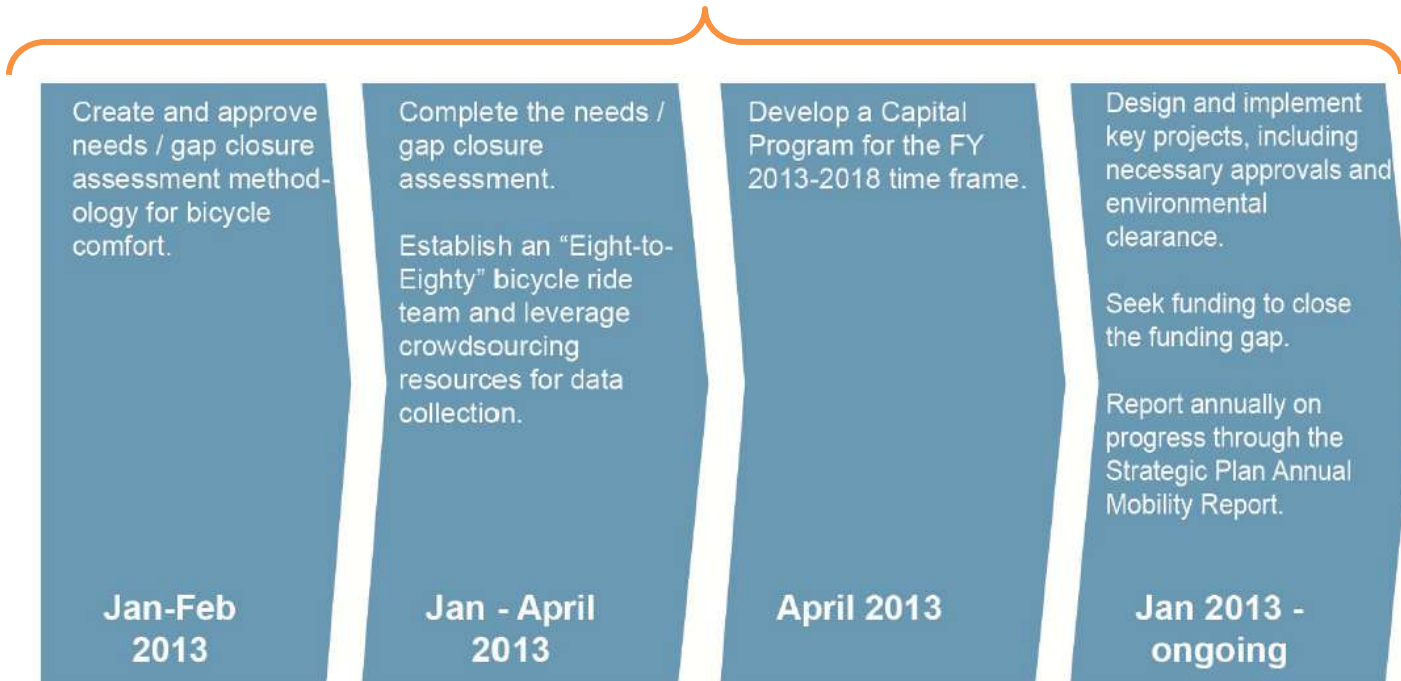 Create and approve
needs / gap closure
assessment method-
ology for bicycle
comfort.
Jan-Feb
2013
Complete the needs /
gap closure
assessment.
Establish an “Eight-to-
Eighty” bicycle ride
team and leverage
crowdsourcing
resources for data
collection.
Jan - April
2013
Develop a Capital
Program for the FY
2013-2018 time frame.
April 2013
Design and implement
key projects, including
necessary approvals and
environmental
clearance.
Seek funding to close
the funding gap.
Report annually on
progress through the
Strategic Plan Annual
Mobility Report.
Jan 2013 -
ongoing